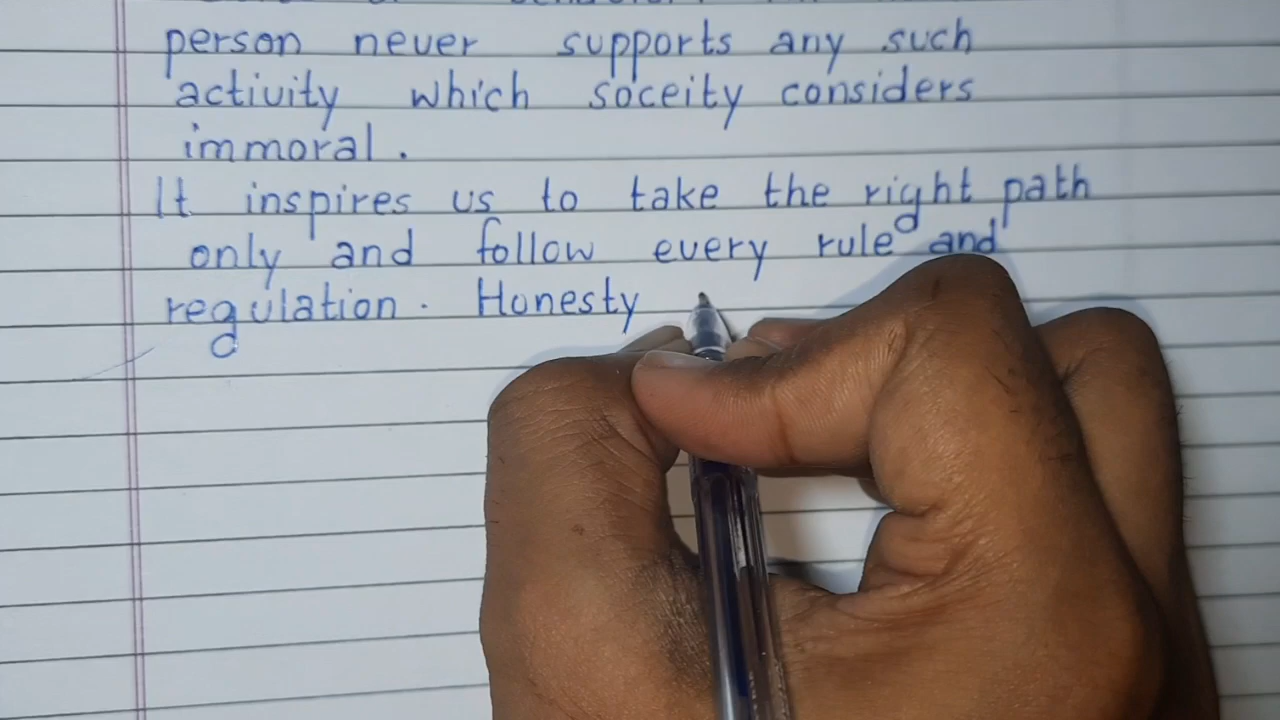 person never supports any such
activity which soceity considers
immoral.
It inspires us to take the right path
only and follow every rule and
regulation. Honesty